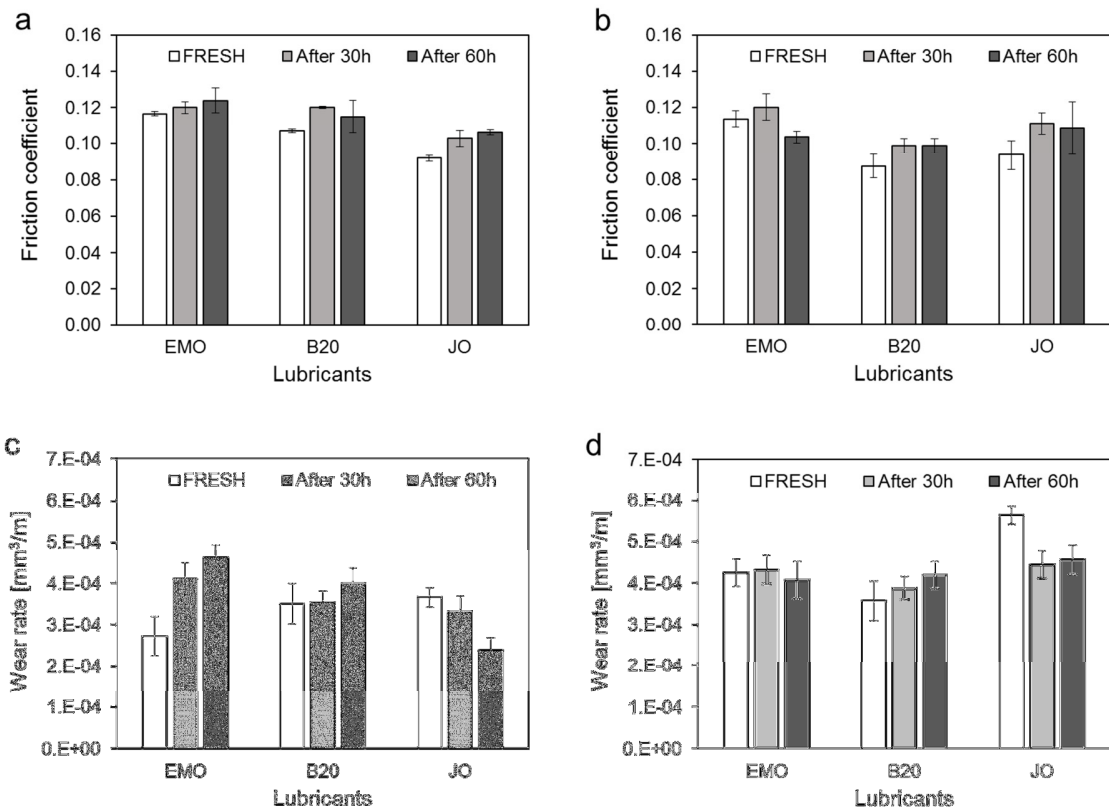 a
0.16
0.14
0.12
0.10
0.08
0.06
0.04
0.02
0.00
Friction coefficient
FRESH After 30h After 60h
EMO B20 JO
Lubricants
b
0.16
0.14
0.12
0.10
0.08
0.06
0.04
0.02
0.00
Friction coefficient
FRESH After 30h After 60h
EMO B20 JO
Lubricants
c
7.E-04
6.E-04
5.E-04
4.E-04
3.E-04
2.E-04
1.E-04
0.E+00
Wear rate [mm³/m]
FRESH After 30h After 60h
EMO B20 JO
Lubricants
d
7.E-04
6.E-04
5.E-04
4.E-04
3.E-04
2.E-04
1.E-04
0.E+00
Wear rate [mm³/m]
FRESH After 30h After 60h
EMO B20 JO
Lubricants